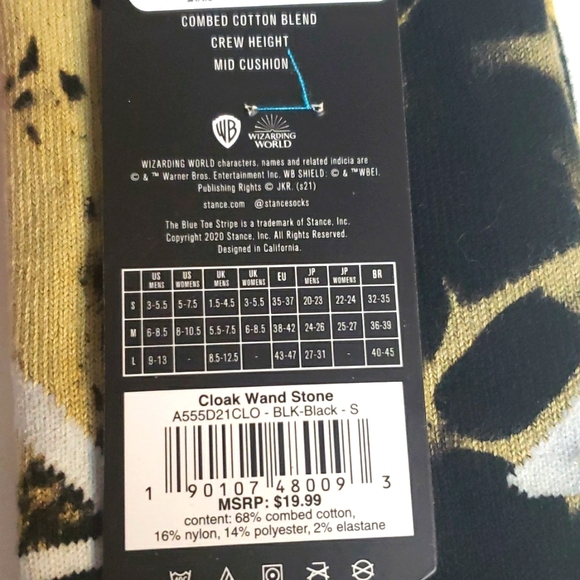 COMBED COTTON BLEND
CREW HEIGHT
MID CUSHION
WB WIZARDING
WORLD
WIZARDING WORLD characters, names and related indicia are
© & ™ Warner Bros. Entertainment Inc. WB SHIELD: © & ™WBEI.
Publishing Rights © JKR. (s21)
stance.com @stancesocks
The Blue Toe Stripe is a trademark of Stance, Inc.
Copyright 2020 Stance, Inc. All Rights Reserved.
Designed in California.
US MENS US WOMENS UK MENS UK WOMENS EU JP MENS JP WOMENS BR
S 3-5.5 5-7.5 1.5-4.5 3-5.5 35-37 20-23 22-24 32-35
M 6-8.5 8-10.5 5.5-7.5 6-8.5 38-42 24-26 25-27 36-39
L 9-13 - 8.5-12.5 - 43-47 27-31 - 40-45
Cloak Wand Stone
A555D21CLO - BLK-Black - S
1 90107 48009 3
MSRP: $19.99
content: 68% combed cotton,
16% nylon, 14% polyester, 2% elastane